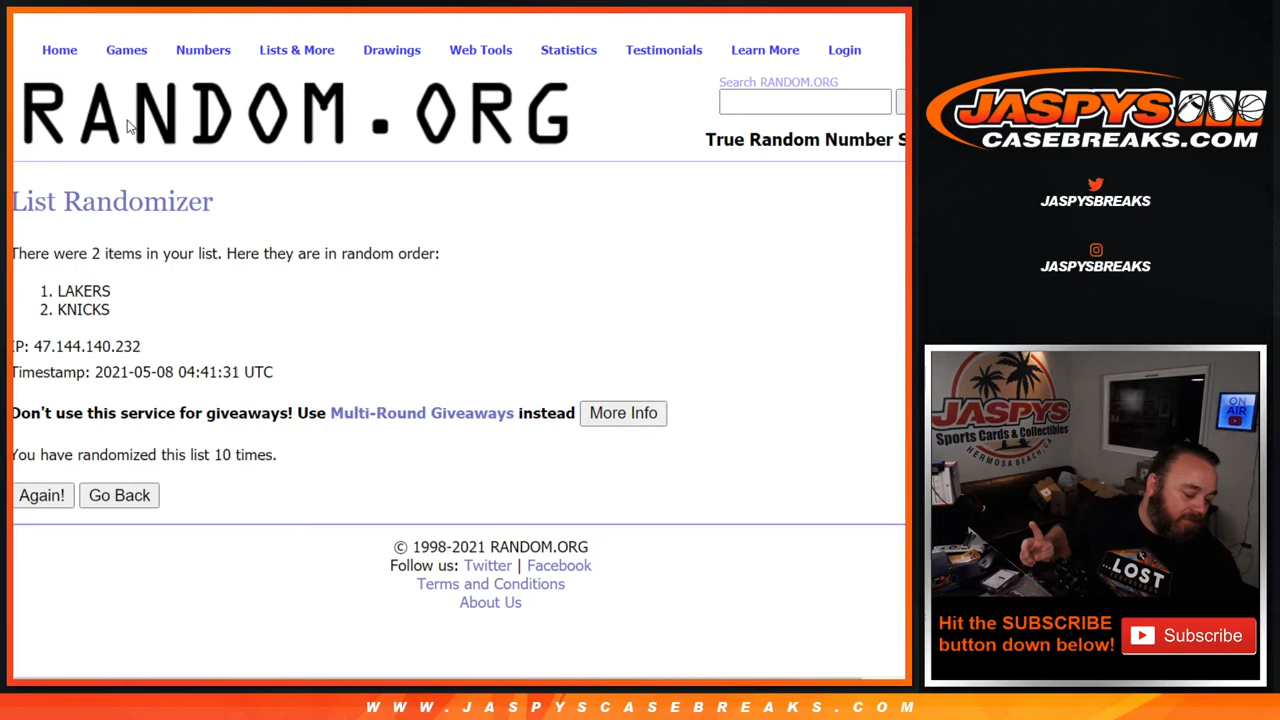 Home Games Numbers Lists & More Drawings Web Tools Statistics Testimonials Learn More Login
RANDOM.ORG
Search RANDOM.ORG
True Random Number S
List Randomizer
There were 2 items in your list. Here they are in random order:
1. LAKERS
2. KNICKS
IP: 47.144.140.232
Timestamp: 2021-05-08 04:41:31 UTC
Don't use this service for giveaways! Use Multi-Round Giveaways instead More Info
You have randomized this list 10 times.
Again! Go Back
© 1998-2021 RANDOM.ORG
Follow us: Twitter | Facebook
Terms and Conditions
About Us
JASPYS
CASEBREAKS.COM
JASPYSBREAKS
JASPYSBREAKS
JASPYS
Sports Cards & Collectibles
HERMOSA BEACH, CA
ON
AIR
...LOST
Hit the SUBSCRIBE
button down below!
Subscribe
WWW.JASPYSCASEBREAKS.COM